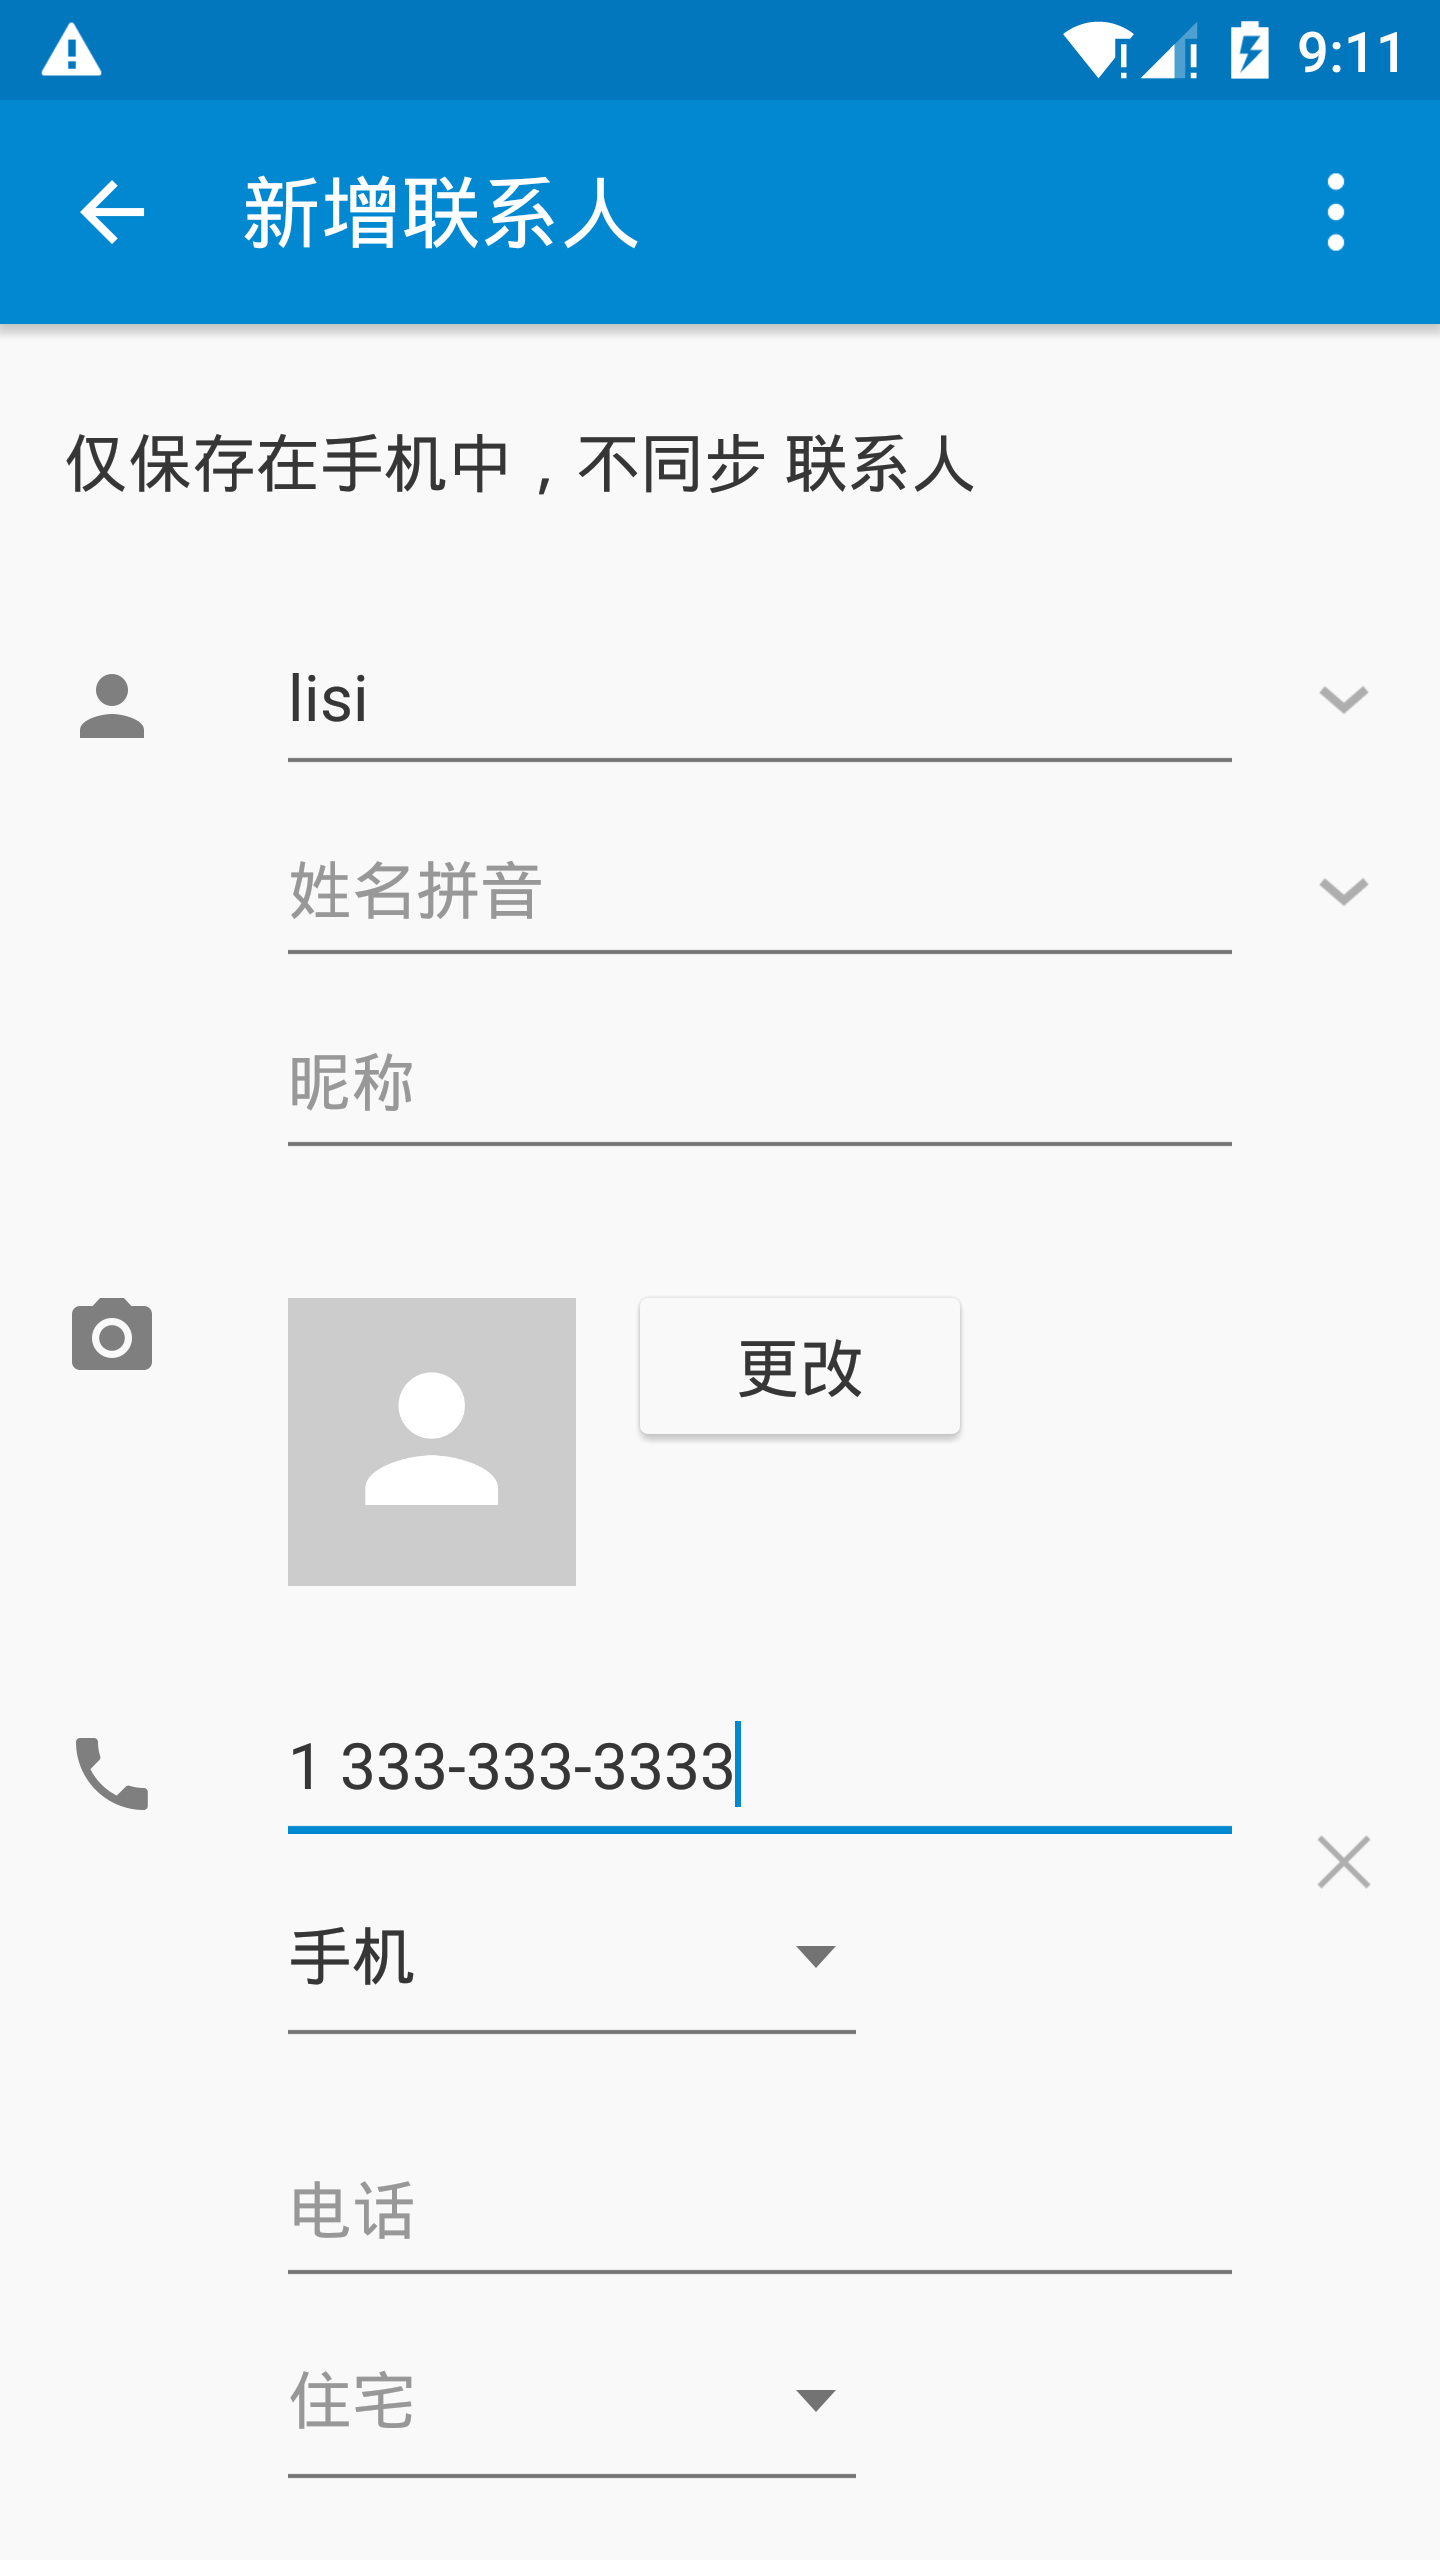 9:11
新增联系人
仅保存在手机中，不同步 联系人
lisi
姓名拼音
昵称
更改
1 333-333-3333
手机
电话
住宅